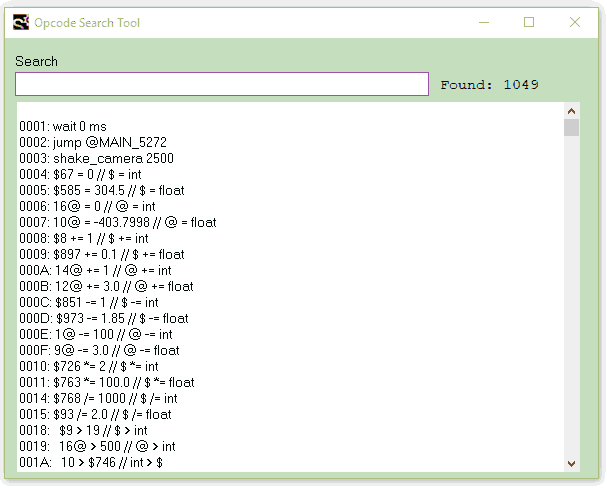 Opcode Search Tool
Search
Found: 1049
0001: wait 0 ms
0002: jump @MAIN_5272
0003: shake_camera 2500
0004: $67 = 0 // $ = int
0005: $585 = 304.5 // $ = float
0006: 16@ = 0 // @ = int
0007: 10@ = -403.7998 // @ = float
0008: $8 += 1 // $ += int
0009: $897 += 0.1 // $ += float
000A: 14@ += 1 // @ += int
000B: 12@ += 3.0 // @ += float
000C: $851 -= 1 // $ -= int
000D: $973 -= 1.85 // $ -= float
000E: 1@ -= 100 // @ -= int
000F: 9@ -= 3.0 // @ -= float
0010: $726 *= 2 // $ *= int
0011: $763 *= 100.0 // $ *= float
0014: $768 /= 1000 // $ /= int
0015: $93 /= 2.0 // $ /= float
0018:   $9 > 19 // $ > int
0019:   16@ > 500 // @ > int
001A:   10 > $746 // int > $